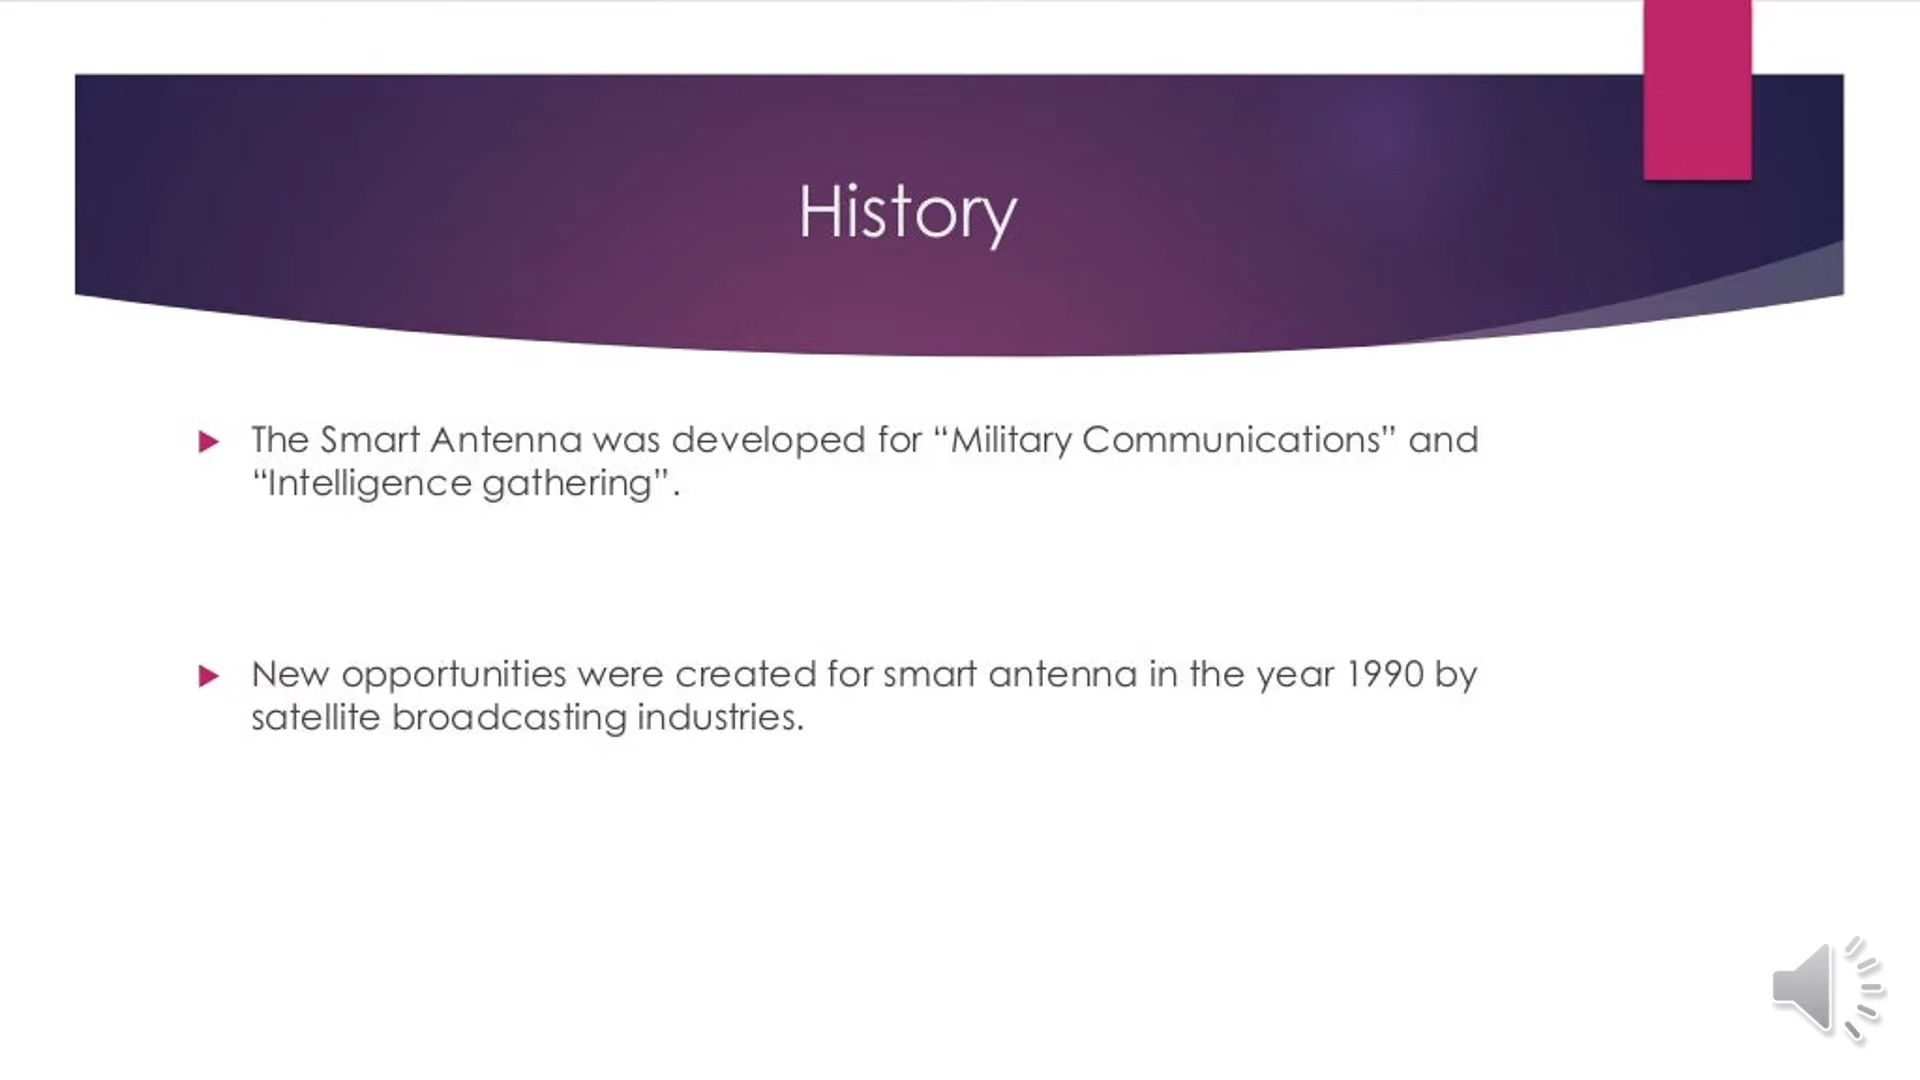 History
The Smart Antenna was developed for “Military Communications” and
“Intelligence gathering”.
New opportunities were created for smart antenna in the year 1990 by
satellite broadcasting industries.